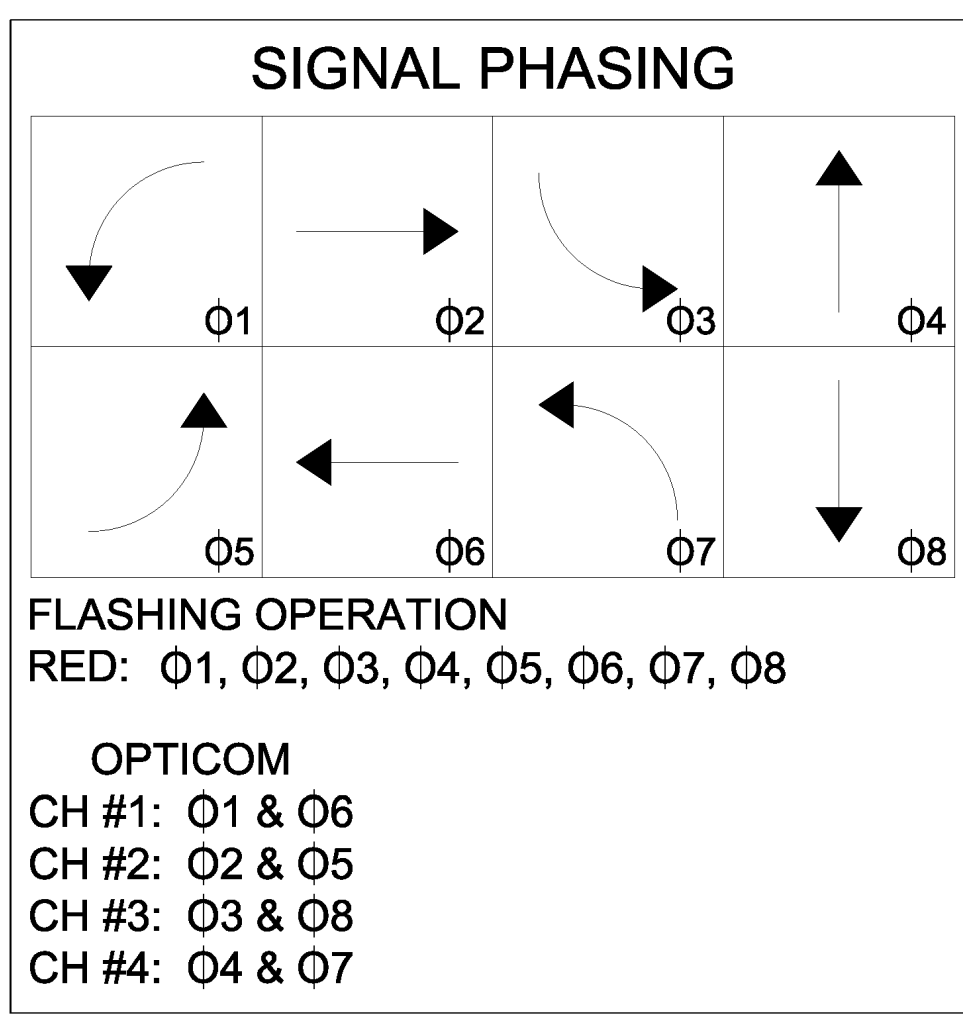 SIGNAL PHASING
Φ1 Φ2 Φ3 Φ4
Φ5 Φ6 Φ7 Φ8
FLASHING OPERATION
RED: Φ1, Φ2, Φ3, Φ4, Φ5, Φ6, Φ7, Φ8
OPTICOM
CH #1: Φ1 & Φ6
CH #2: Φ2 & Φ5
CH #3: Φ3 & Φ8
CH #4: Φ4 & Φ7